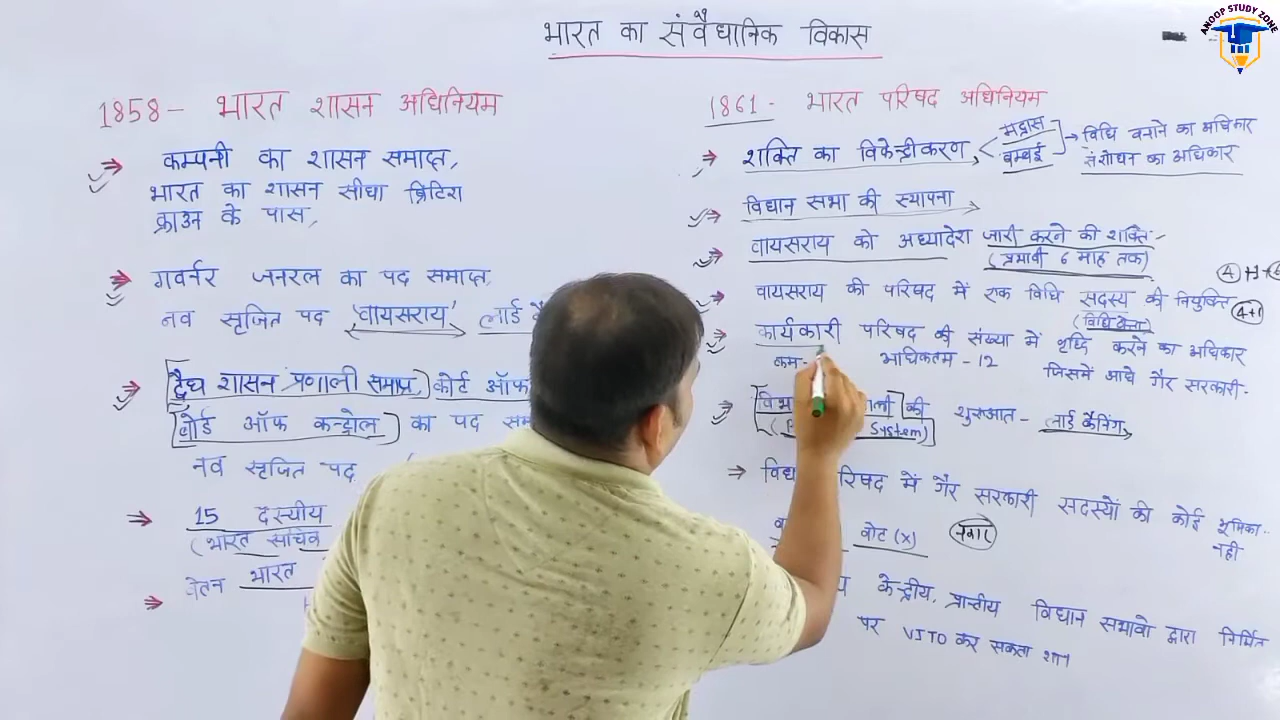 भारत का संवैधानिक विकास
ANOOP STUDY ZONE
1858 - भारत शासन अधिनियम
कम्पनी का शासन समाप्त,
भारत का शासन सीधा ब्रिटिश
क्राउन के पास,
गवर्नर जनरल का पद समाप्त,
नव सृजित पद 'वायसराय' लार्ड
द्वैध शासन प्रणाली समाप्त, कोर्ट ऑफ
बोर्ड ऑफ कन्ट्रोल का पद
नव सृजित पद
15 दस्यीय
(भारत सचिव
वेतन भारत
1861 - भारत परिषद अधिनियम
शक्ति का विकेन्द्रीकरण, मद्रास बम्बई विधि बनाने का अधिकार
संशोधन का अधिकार
विधान सभा की स्थापना
वायसराय को अध्यादेश जारी करने की शक्ति -
(प्रभावी 6 माह तक)
वायसराय की परिषद में एक विधि सदस्य की नियुक्ति 4+1
(विधिवेत्ता)
कार्यकारी परिषद की संख्या में वृद्धि करने का अधिकार
कम - अधिकतम - 12 जिसमें आधे गैर सरकारी -
की शुरुआत - लार्ड कैनिंग,
System)
परिषद में गैर सरकारी सदस्यों की कोई भूमिका..
नही
वोट (x)
केन्द्रीय, प्रान्तीय विधान सभावो द्वारा निर्मित
पर VITO कर सकता था।